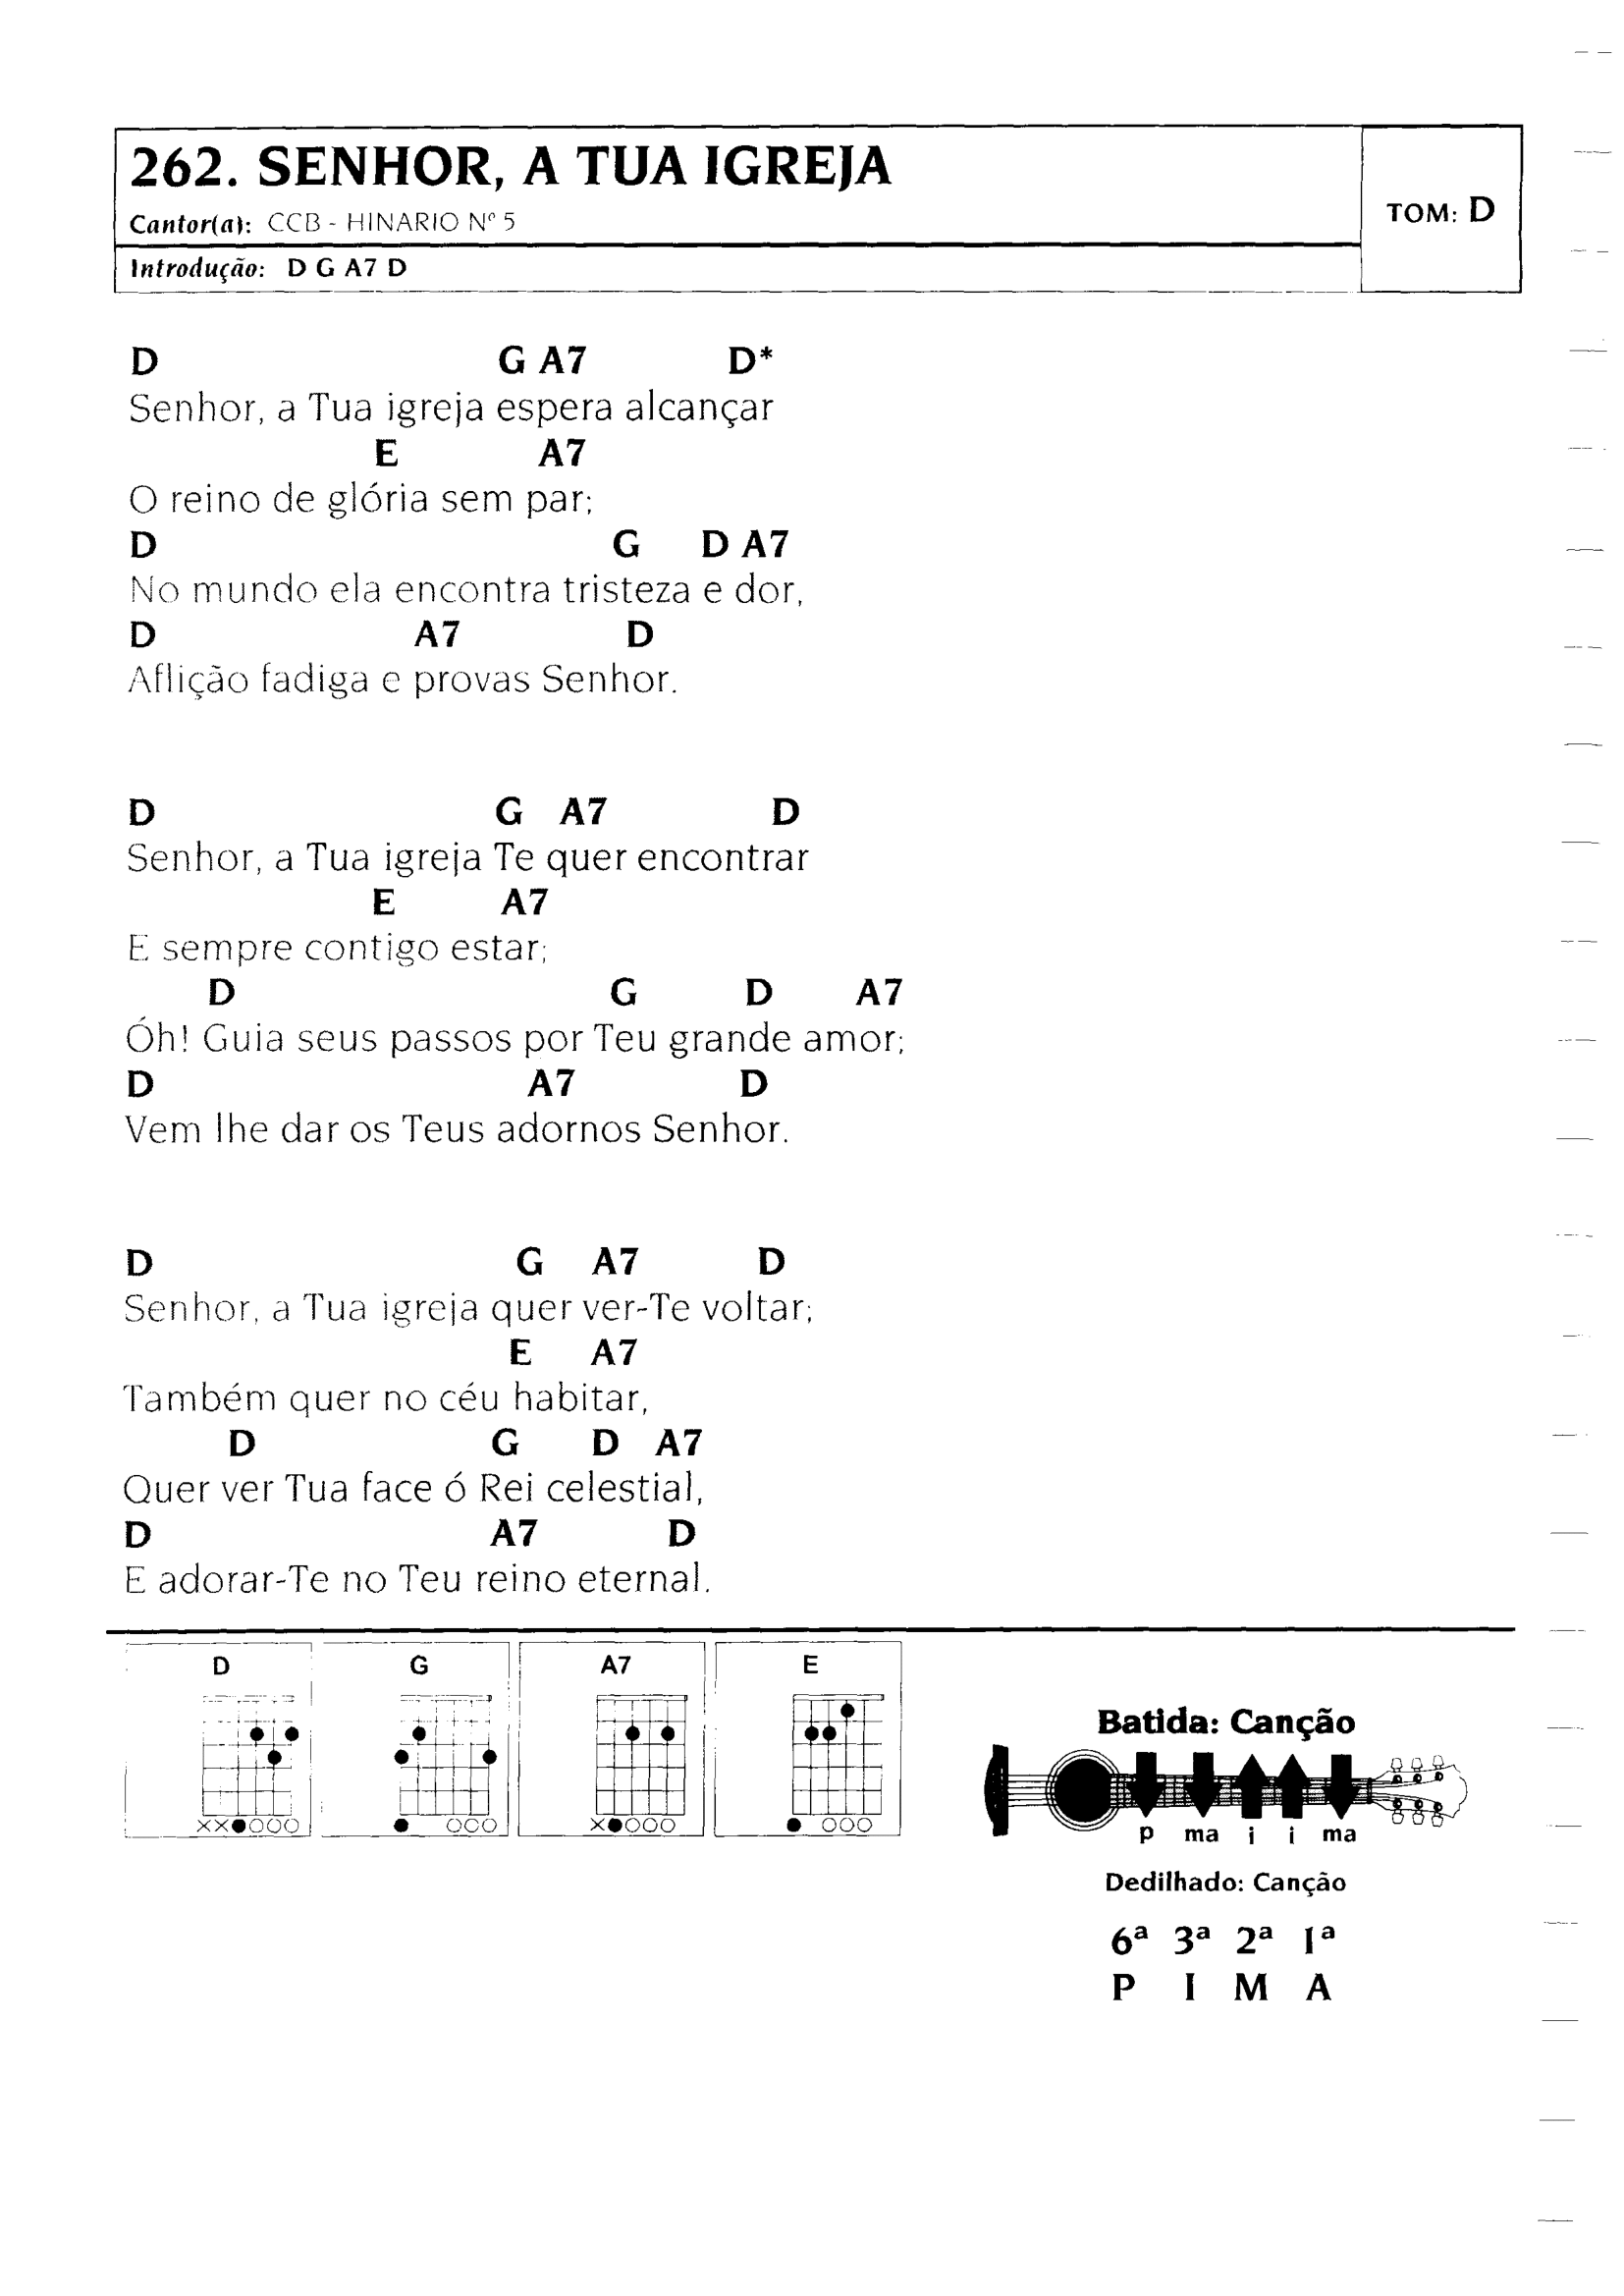 262. SENHOR, A TUA IGREJA
Cantor(a): CCB - HINARIO Nº 5
TOM: D
Introdução: D G A7 D
D G A7 D*
Senhor, a Tua igreja espera alcançar
E A7
O reino de glória sem par;
D G D A7
No mundo ela encontra tristeza e dor,
D A7 D
Aflição fadiga e provas Senhor.
D G A7 D
Senhor, a Tua igreja Te quer encontrar
E A7
E sempre contigo estar;
D G D A7
Óh! Guia seus passos por Teu grande amor;
D A7 D
Vem lhe dar os Teus adornos Senhor.
D G A7 D
Senhor, a Tua igreja quer ver-Te voltar;
E A7
Também quer no céu habitar,
D G D A7
Quer ver Tua face ó Rei celestial,
D A7 D
E adorar-Te no Teu reino eternal.
D G A7 E
Batida: Canção
p ma i i ma
Dedilhado: Canção
6ª 3ª 2ª 1ª
P I M A